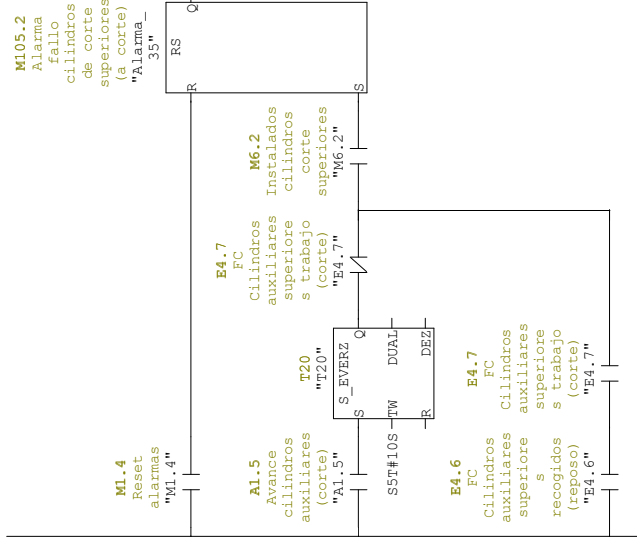 M105.2
Alarma
fallo
cilindros
de corte
superiores
(a corte)
"Alarma_
35"
RS
R
Q
S
M1.4
Reset
alarmas
"M1.4"
A1.5
Avance
cilindros
auxiliares
(corte)
"A1.5"
T20
"T20"
S_EVERZ
S
Q
S5T#10S
TW
DUAL
R
DEZ
E4.7
FC
Cilindros
auxiliares
superiore
s trabajo
(corte)
"E4.7"
M6.2
Instalados
cilindros
corte
superiores
"M6.2"
E4.6
FC
Cilindros
auxiliares
superiore
s
recogidos
(reposo)
"E4.6"
E4.7
FC
Cilindros
auxiliares
superiore
s trabajo
(corte)
"E4.7"